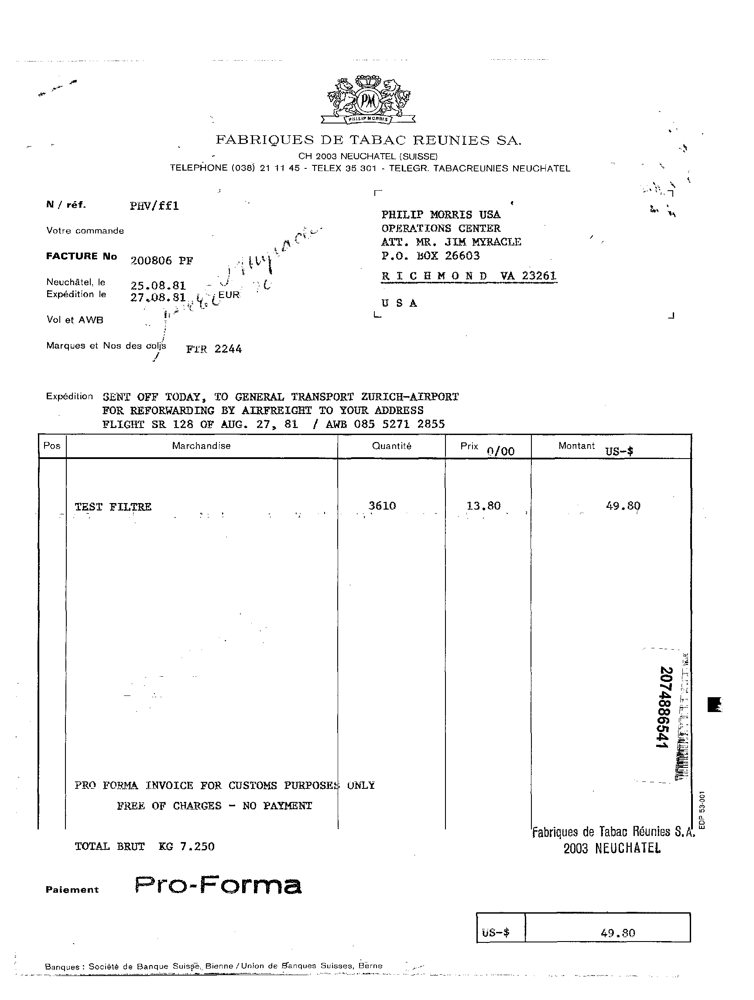 PM
PHILIP MORRIS
FABRIQUES DE TABAC REUNIES SA.
CH 2003 NEUCHATEL (SUISSE)
TELEPHONE (038) 21 11 45 - TELEX 35 301 - TELEGR. TABACREUNIES NEUCHATEL
N / réf. PHV/ffl
Votre commande
FACTURE No 200806 PF
Neuchâtel, le 25.08.81
Expédition le 27.08.81
EUR
Vol et AWB
Marques et Nos des colis FTR 2244
PHILIP MORRIS USA
OPERATIONS CENTER
ATT. MR. JIM MYRACLE
P.O. BOX 26603
RICHMOND VA 23261
USA
Expédition SENT OFF TODAY, TO GENERAL TRANSPORT ZURICH-AIRPORT
FOR REFORWARDING BY AIRFREIGHT TO YOUR ADDRESS
FLIGHT SR 128 OF AUG. 27, 81 / AWB 085 5271 2855
Pos Marchandise Quantité Prix 0/00 Montant US-$
TEST FILTRE 3610 13.80 49.80
2074886541
PRO FORMA INVOICE FOR CUSTOMS PURPOSES ONLY
FREE OF CHARGES - NO PAYMENT
EDP 53-001
Fabriques de Tabac Réunies S.A.
2003 NEUCHATEL
TOTAL BRUT KG 7.250
Paiement Pro-Forma
US-$ 49.80
Banques : Société de Banque Suisse, Bienne / Union de Banques Suisses, Berne